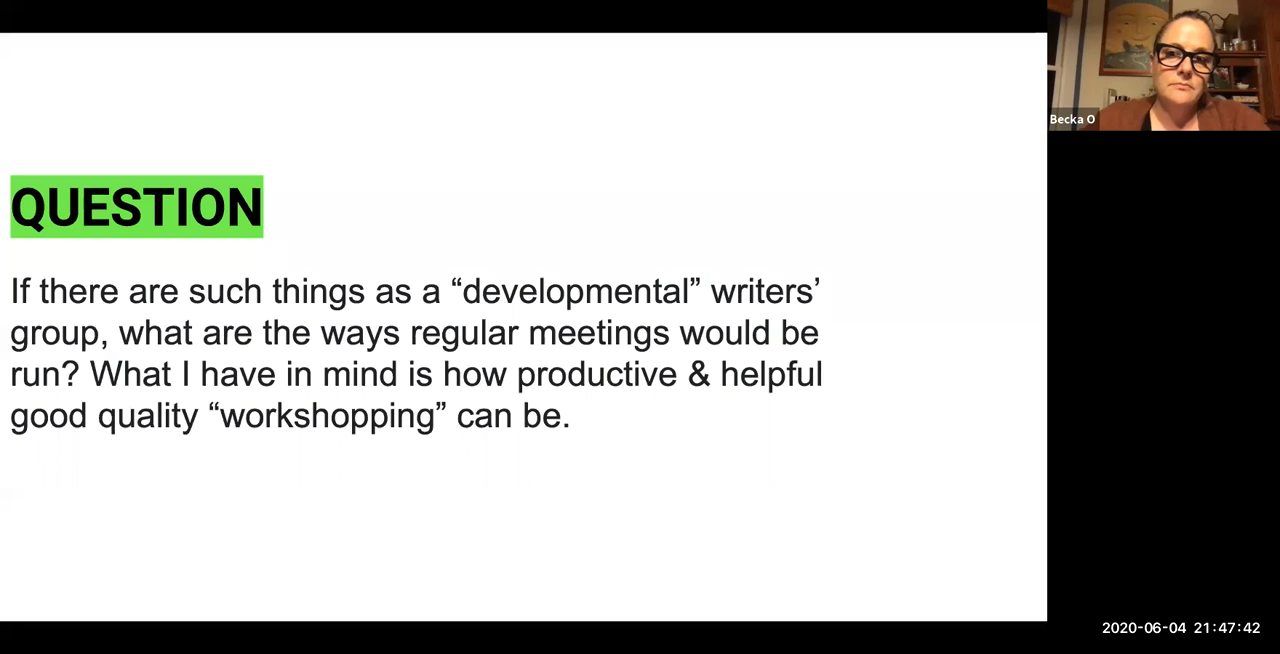 QUESTION
If there are such things as a “developmental” writers’
group, what are the ways regular meetings would be
run? What I have in mind is how productive & helpful
good quality “workshopping” can be.
Becka O
2020-06-04 21:47:42